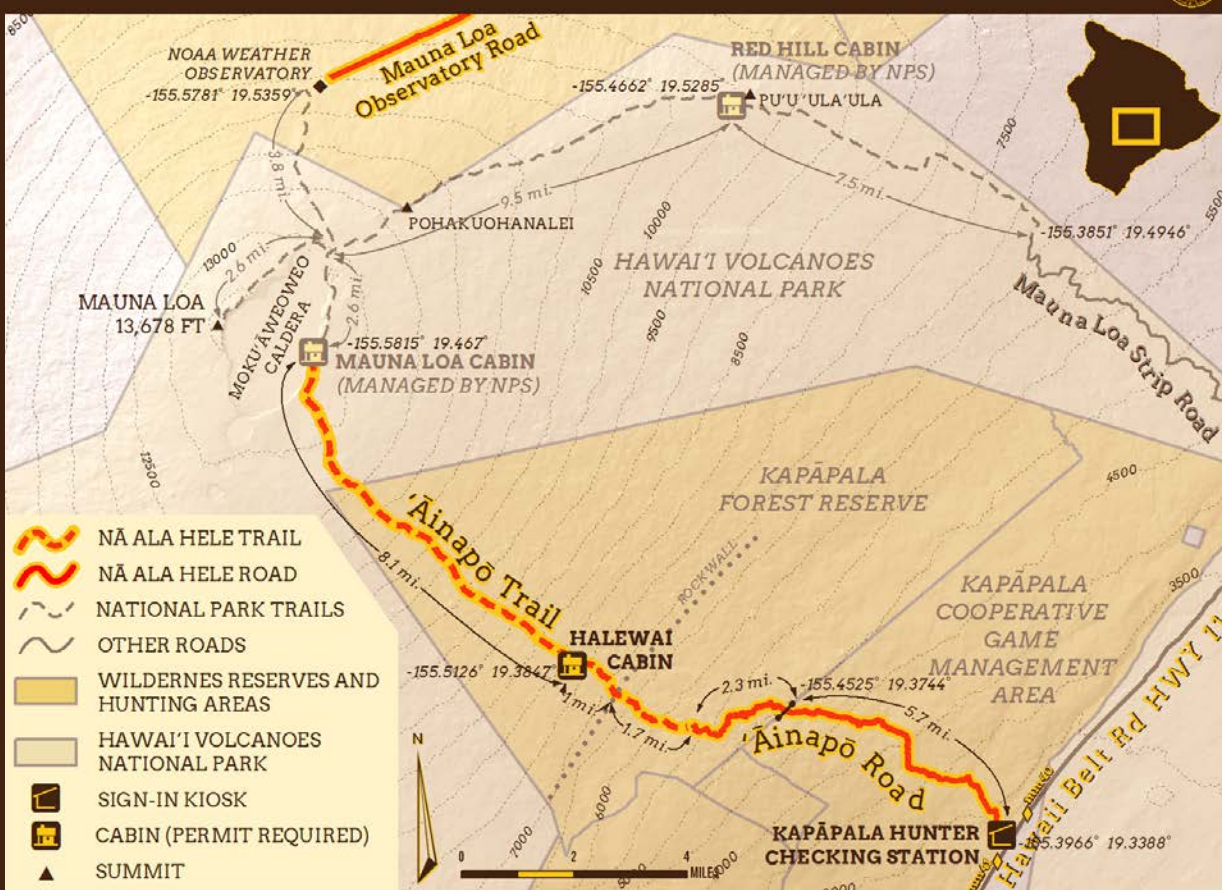 8500
NOAA WEATHER
OBSERVATORY
-155.5781° 19.5359°
Mauna Loa
Observatory Road
RED HILL CABIN
(MANAGED BY NPS)
-155.4662° 19.5285°
PU'U 'ULA'ULA
7500
5500
3.8 mi.
9.5 mi.
7.5 mi.
POHAKUOHANALEI
10000
-155.3851° 19.4946°
13000
2.6 mi.
HAWAI'I VOLCANOES
NATIONAL PARK
10500
MAUNA LOA
13,678 FT
MOKU'ĀWEOWEO
CALDERA
2.6 mi.
9500
8500
Mauna Loa Strip Road
-155.5815° 19.467°
MAUNA LOA CABIN
(MANAGED BY NPS)
12500
4500
KAPĀPALA
FOREST RESERVE
'Āinapō Trail
8.1 mi.
ROCKWALL
3500
KAPĀPALA
COOPERATIVE
GAME
MANAGEMENT
AREA
HALEWAI
CABIN
-155.5126° 19.3847°
1 mi.
1.7 mi.
2.3 mi.
-155.4525° 19.3744°
5.7 mi.
'Āinapō Road
Hawaii Belt Rd HWY 11
KAPĀPALA HUNTER
CHECKING STATION
-155.3966° 19.3388°
7000
6000
N
0 2 4 MILES
NĀ ALA HELE TRAIL
NĀ ALA HELE ROAD
NATIONAL PARK TRAILS
OTHER ROADS
WILDERNES RESERVES AND
HUNTING AREAS
HAWAI'I VOLCANOES
NATIONAL PARK
SIGN-IN KIOSK
CABIN (PERMIT REQUIRED)
SUMMIT